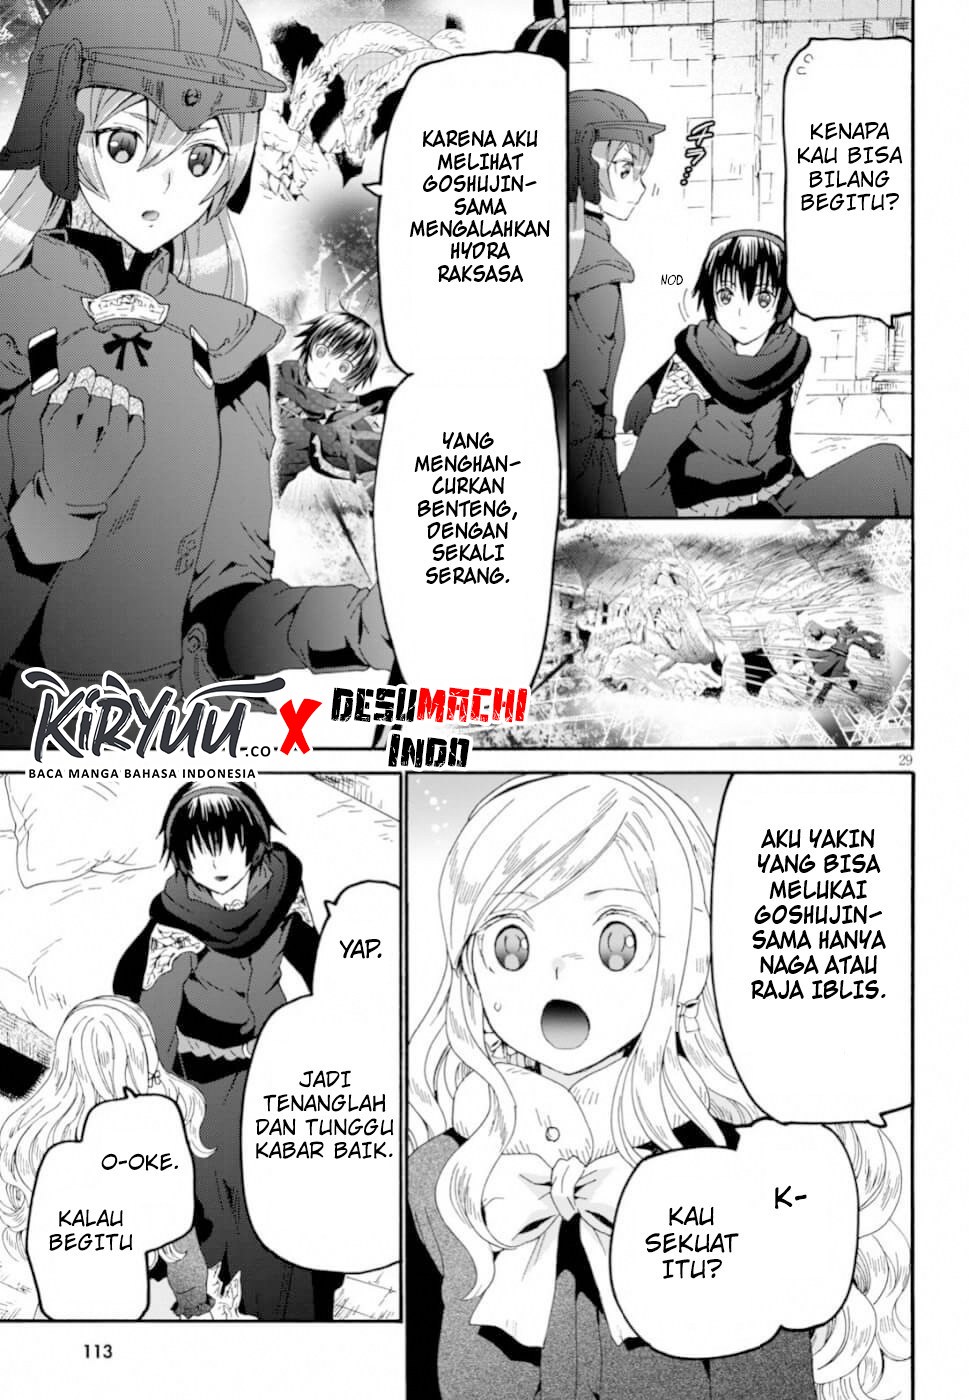 KENAPA
KAU BISA
BILANG
BEGITU?
チラ…
NOD
KARENA AKU
MELIHAT
GOSHUJIN-
SAMA
MENGALAHKAN
HYDRA
RAKSASA
YANG
MENGHAN-
CURKAN
BENTENG,
DENGAN
SEKALI
SERANG.
KIRYUU.CO X DESUMACHI
INDO
BACA MANGA BAHASA INDONESIA
29
AKU YAKIN
YANG BISA
MELUKAI
GOSHUJIN-
SAMA HANYA
NAGA ATAU
RAJA IBLIS.
K-
KAU
SEKUAT
ITU?
YAP.
JADI
TENANGLAH
DAN TUNGGU
KABAR BAIK.
O-OKE.
KALAU
BEGITU
113